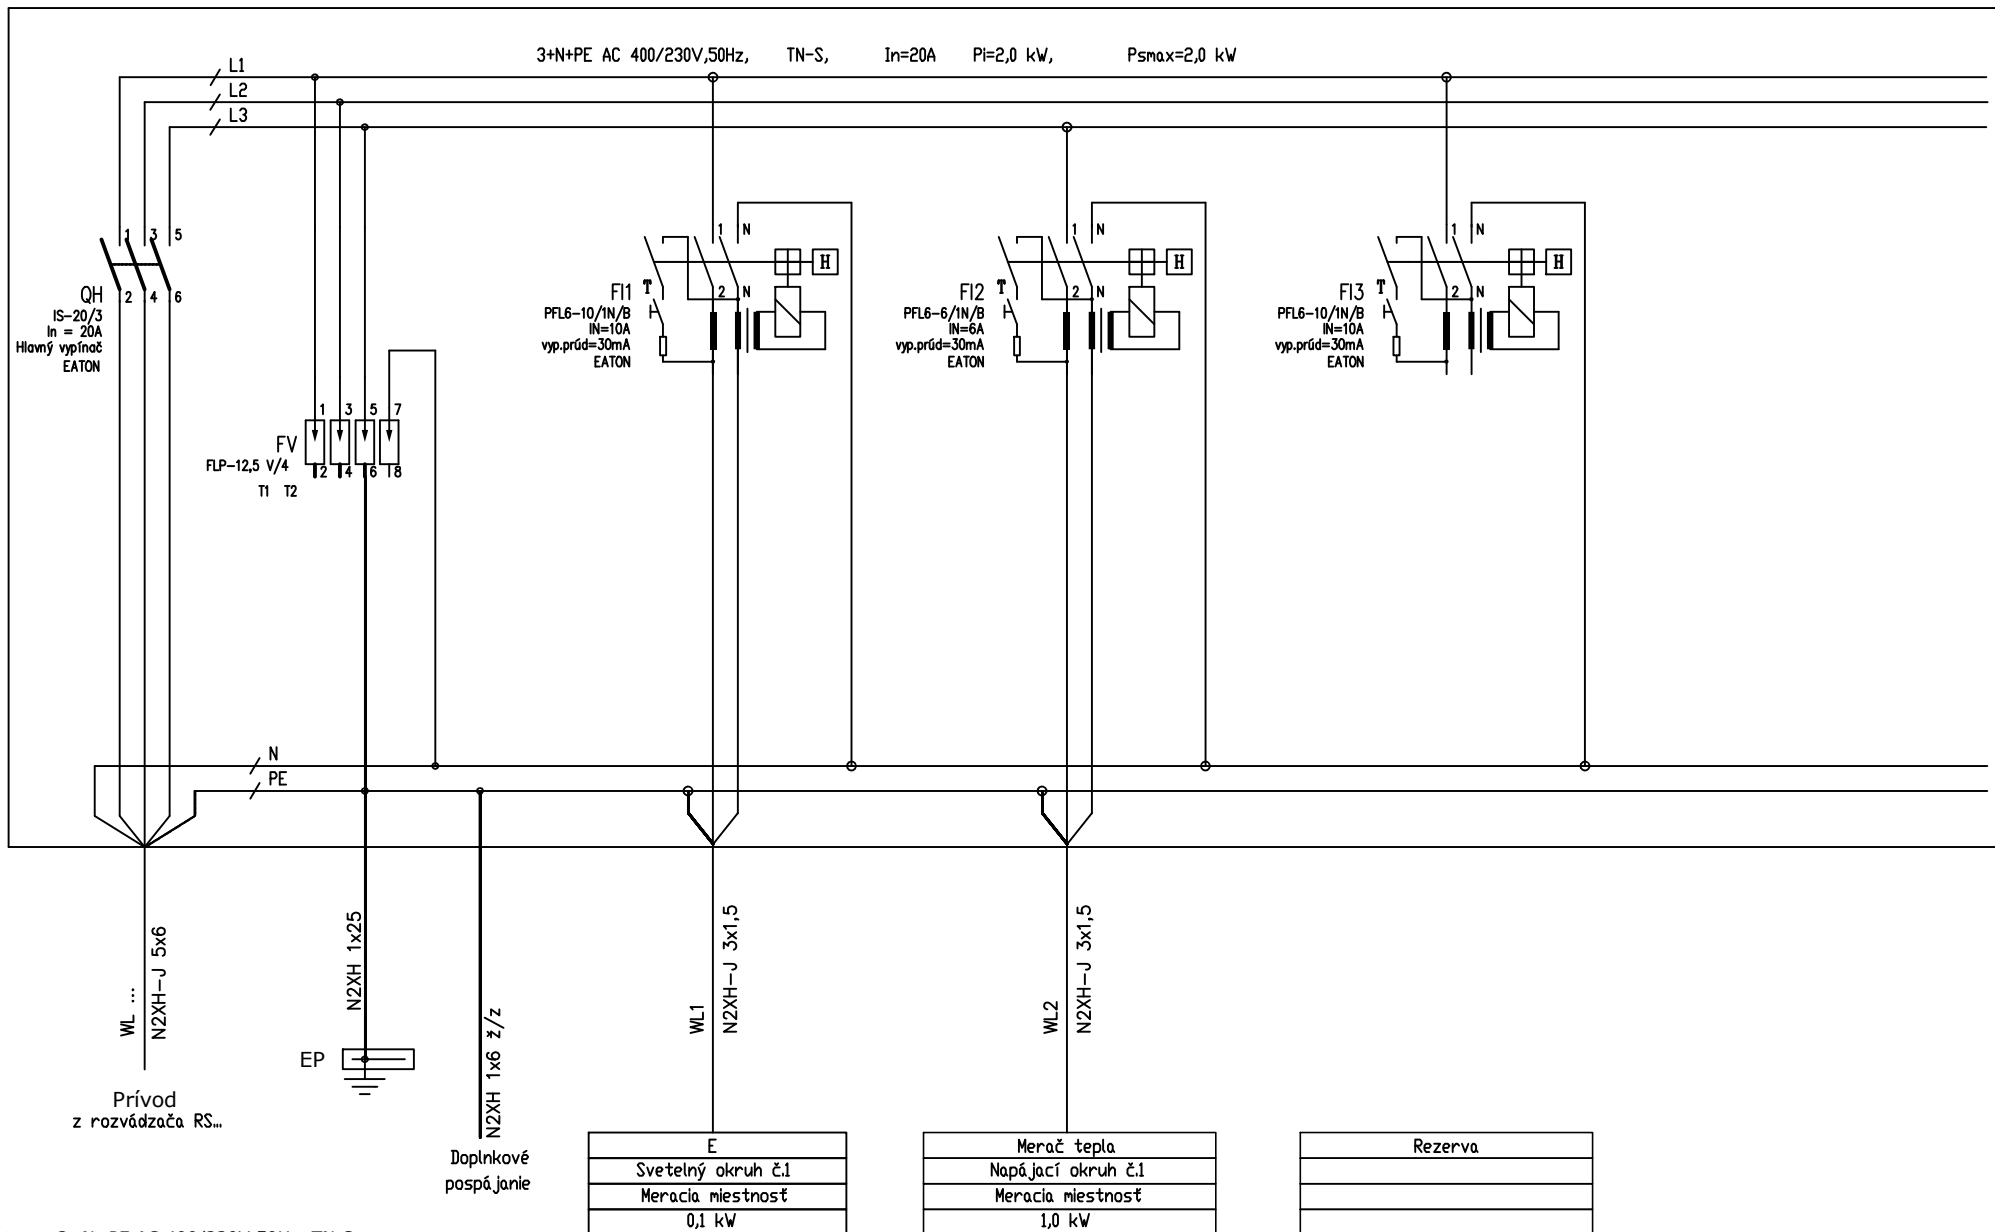 3+N+PE AC 400/230V,50Hz, TN-S, In=20A Pi=2,0 kW, Psmax=2,0 kW
L1
L2
L3
1 3 5
2 4 6
QH
IS-20/3
In = 20A
Hlavný vypínač
EATON
1 3 5 7
2 4 6 8
FV
FLP-12,5 V/4
T1 T2
1 N
H
T
2 N
FI1
PFL6-10/1N/B
IN=10A
vyp.prúd=30mA
EATON
1 N
H
T
2 N
FI2
PFL6-6/1N/B
IN=6A
vyp.prúd=30mA
EATON
1 N
H
T
2 N
FI3
PFL6-10/1N/B
IN=10A
vyp.prúd=30mA
EATON
N
PE
WL ...
N2XH-J 5x6
Prívod
z rozvádzača RS...
N2XH 1x25
EP
N2XH 1x6 ž/z
Doplnkové
pospájanie
WL1
N2XH-J 3x1,5
WL2
N2XH-J 3x1,5
E
Svetelný okruh č.1
Meracia miestnosť
0,1 kW
Merač tepla
Napájací okruh č.1
Meracia miestnosť
1,0 kW
Rezerva